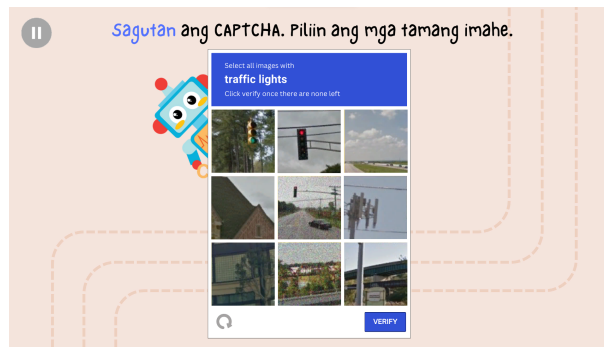 Sagutan ang CAPTCHA. Piliin ang mga tamang imahe.
Select all images with
traffic lights
Click verify once there are none left
VERIFY